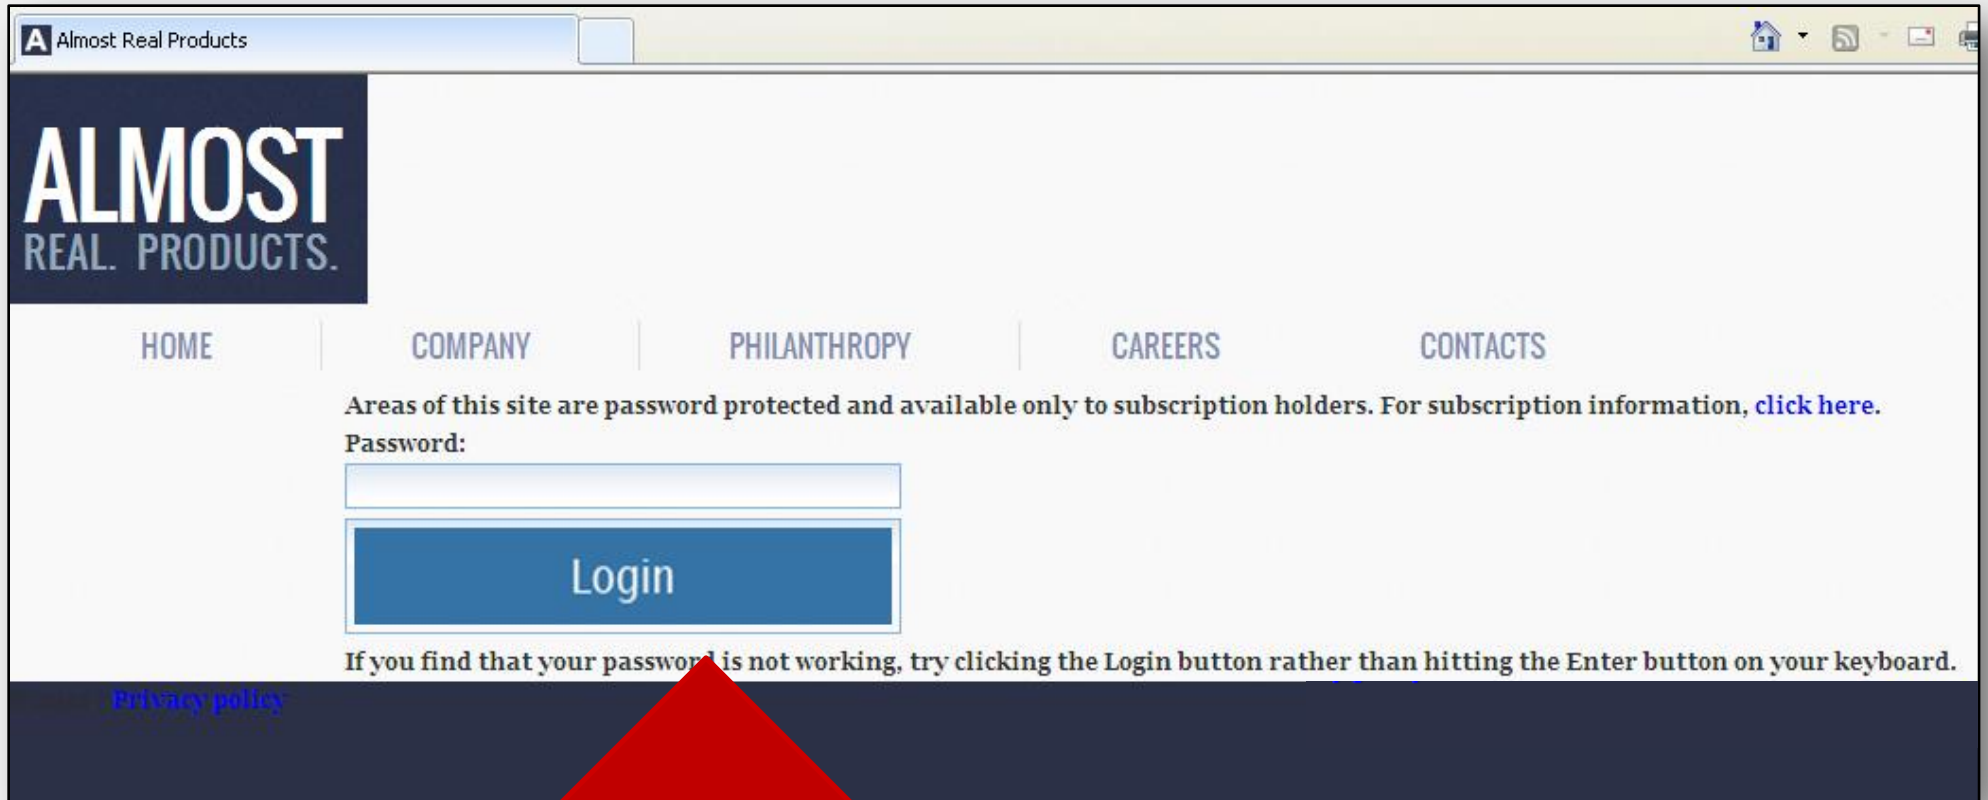 A Almost Real Products
ALMOST
REAL. PRODUCTS.
HOME COMPANY PHILANTHROPY CAREERS CONTACTS
Areas of this site are password protected and available only to subscription holders. For subscription information, click here.
Password:
Login
If you find that your password is not working, try clicking the Login button rather than hitting the Enter button on your keyboard.
Privacy policy